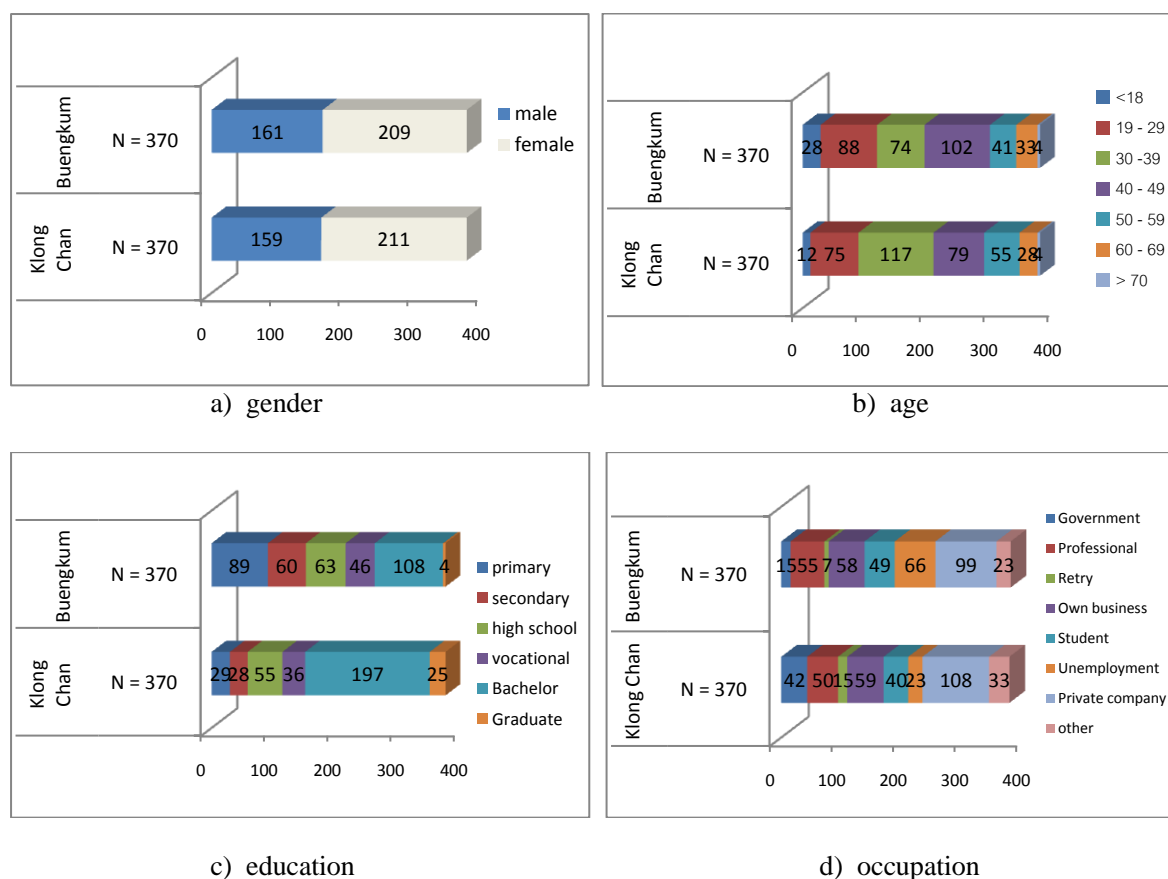 Buengkum
N = 370
161
209
Klong
Chan
N = 370
159
211
0 100 200 300 400
male
female
a) gender
Buengkum
N = 370
28 88 74 102 41 33 4
Klong Chan
N = 370
12 75 117 79 55 28 4
0 100 200 300 400
<18
19 - 29
30 -39
40 - 49
50 - 59
60 - 69
> 70
b) age
Buengkum
N = 370
89 60 63 46 108 4
Klong
Chan
N = 370
29 28 55 36 197 25
0 100 200 300 400
primary
secondary
high school
vocational
Bachelor
Graduate
c) education
Buengkum
N = 370
15 55 7 58 49 66 99 23
Klong Chan
N = 370
42 50 15 59 40 23 108 33
0 100 200 300 400
Government
Professional
Retry
Own business
Student
Unemployment
Private company
other
d) occupation